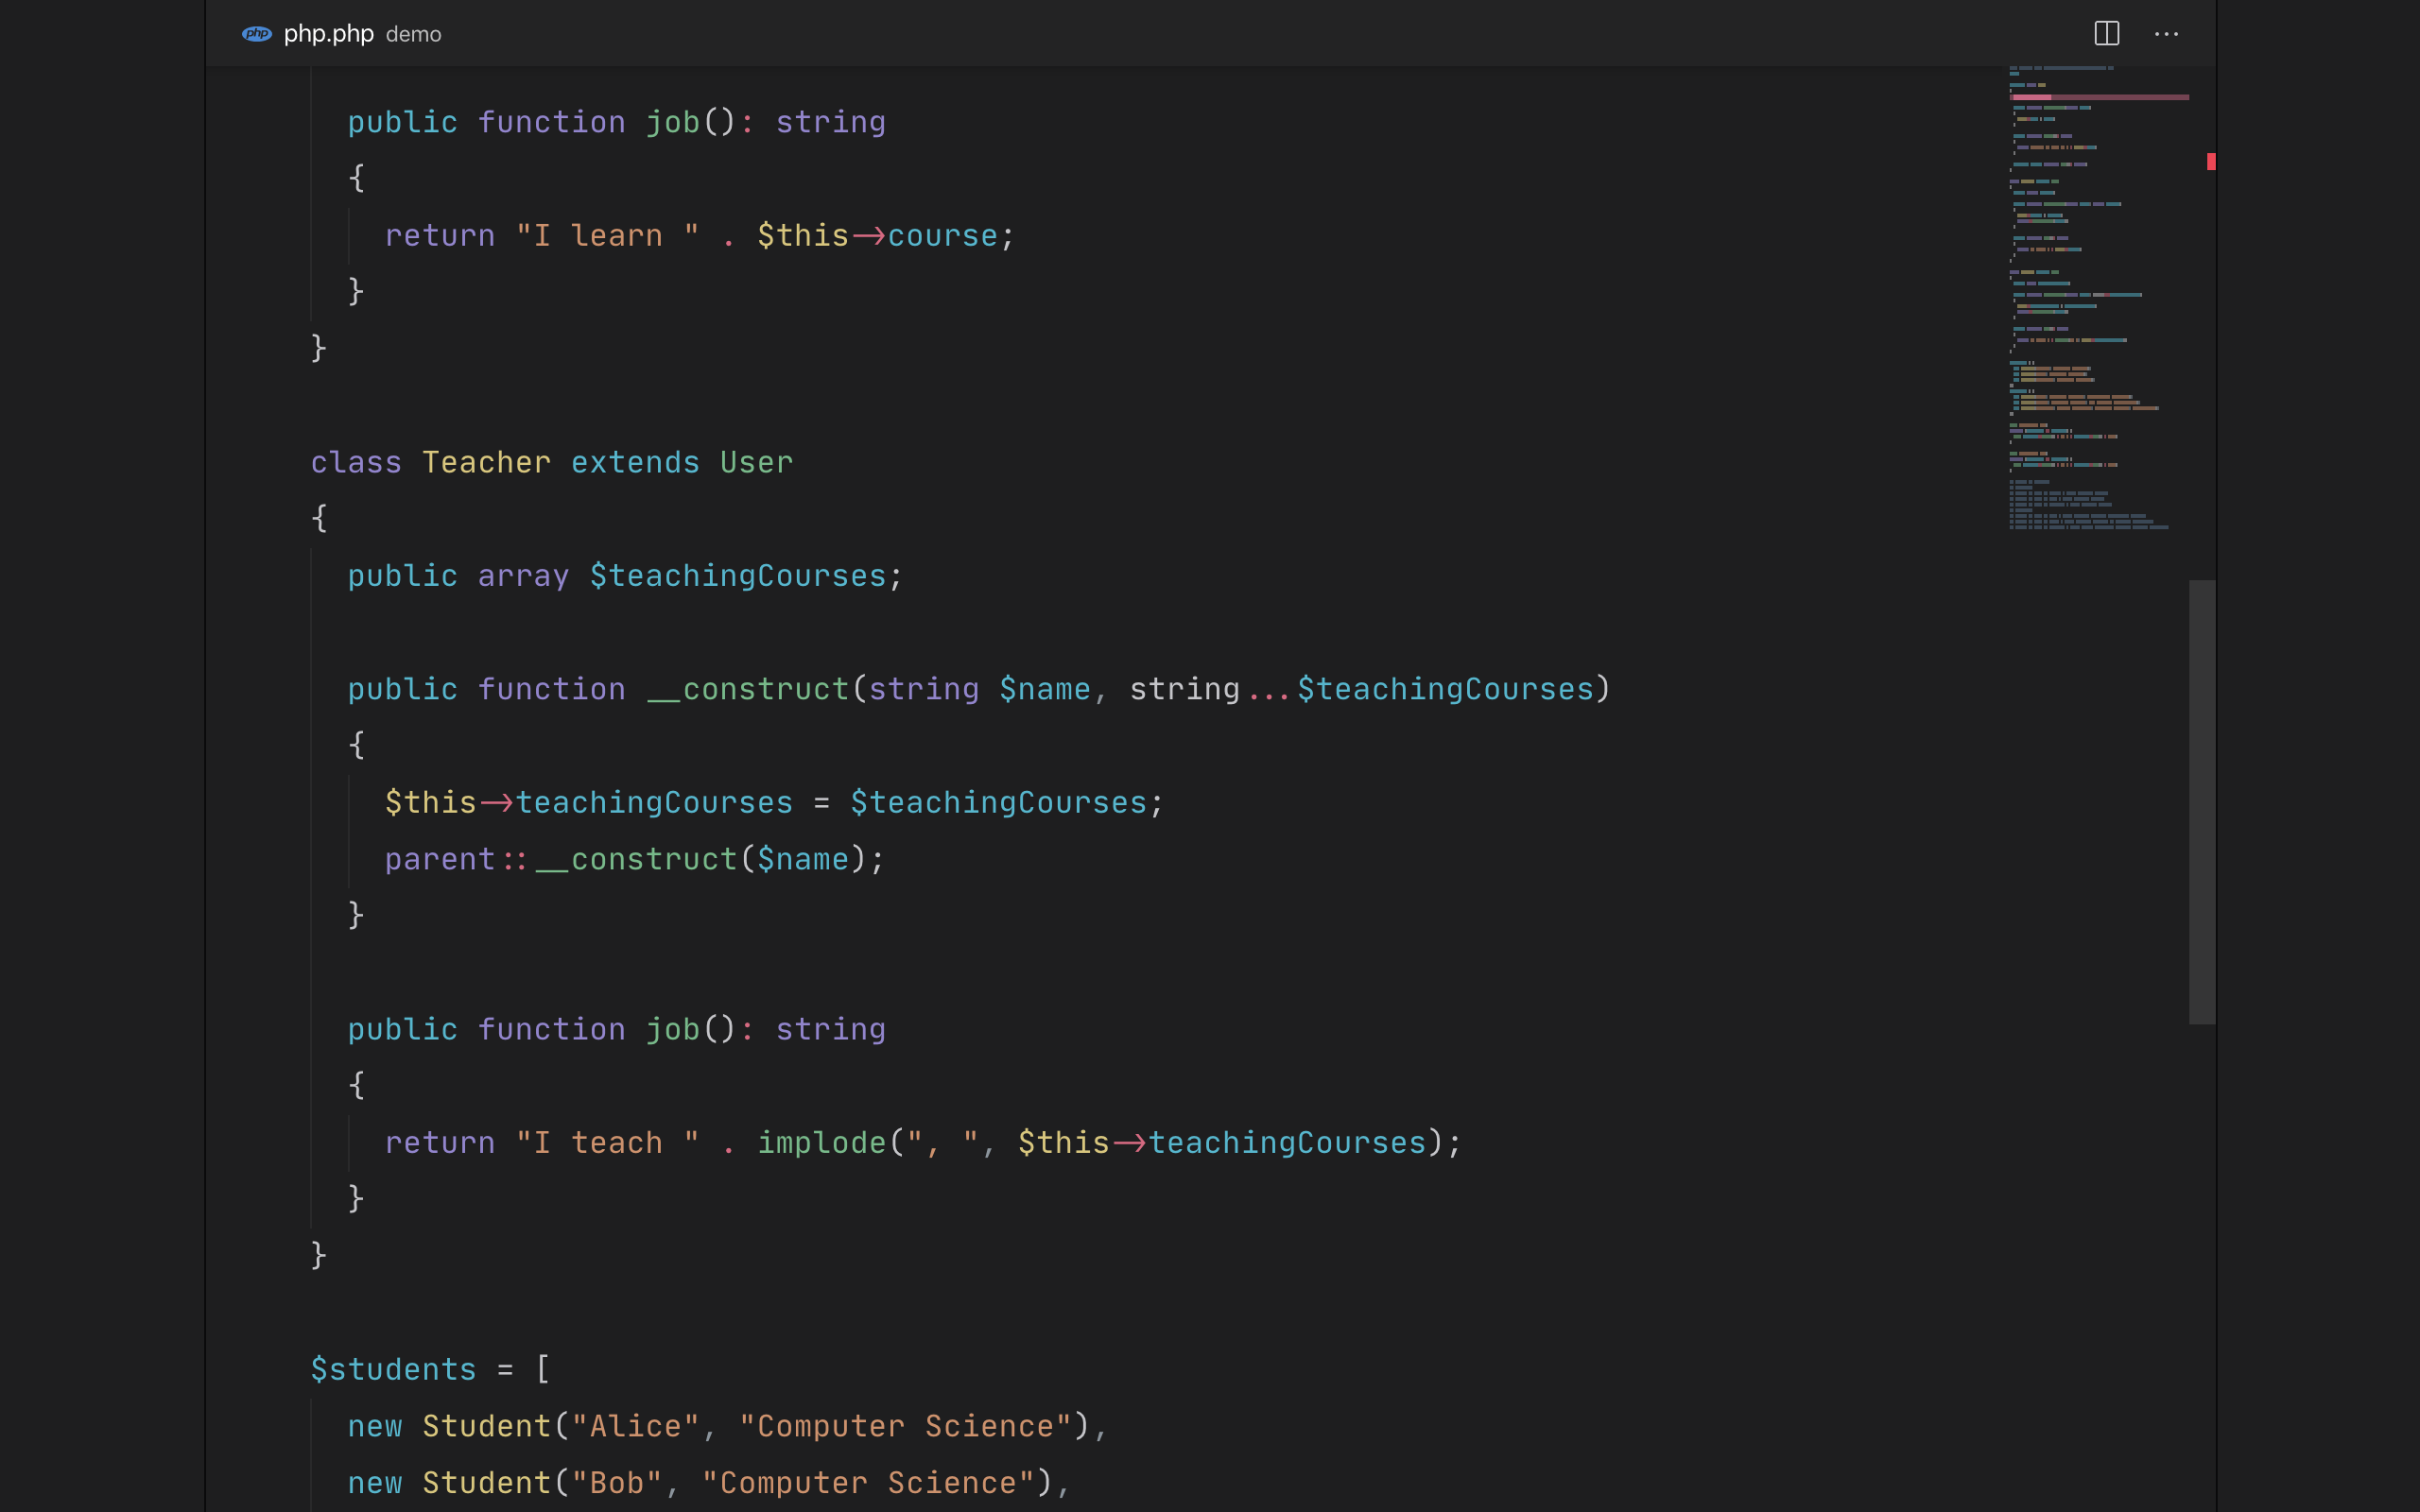 php php.php demo
public function job(): string
{
return "I learn " . $this->course;
}
}
class Teacher extends User
{
public array $teachingCourses;
public function __construct(string $name, string...$teachingCourses)
{
$this->teachingCourses = $teachingCourses;
parent::__construct($name);
}
public function job(): string
{
return "I teach " . implode(", ", $this->teachingCourses);
}
}
$students = [
new Student("Alice", "Computer Science"),
new Student("Bob", "Computer Science"),